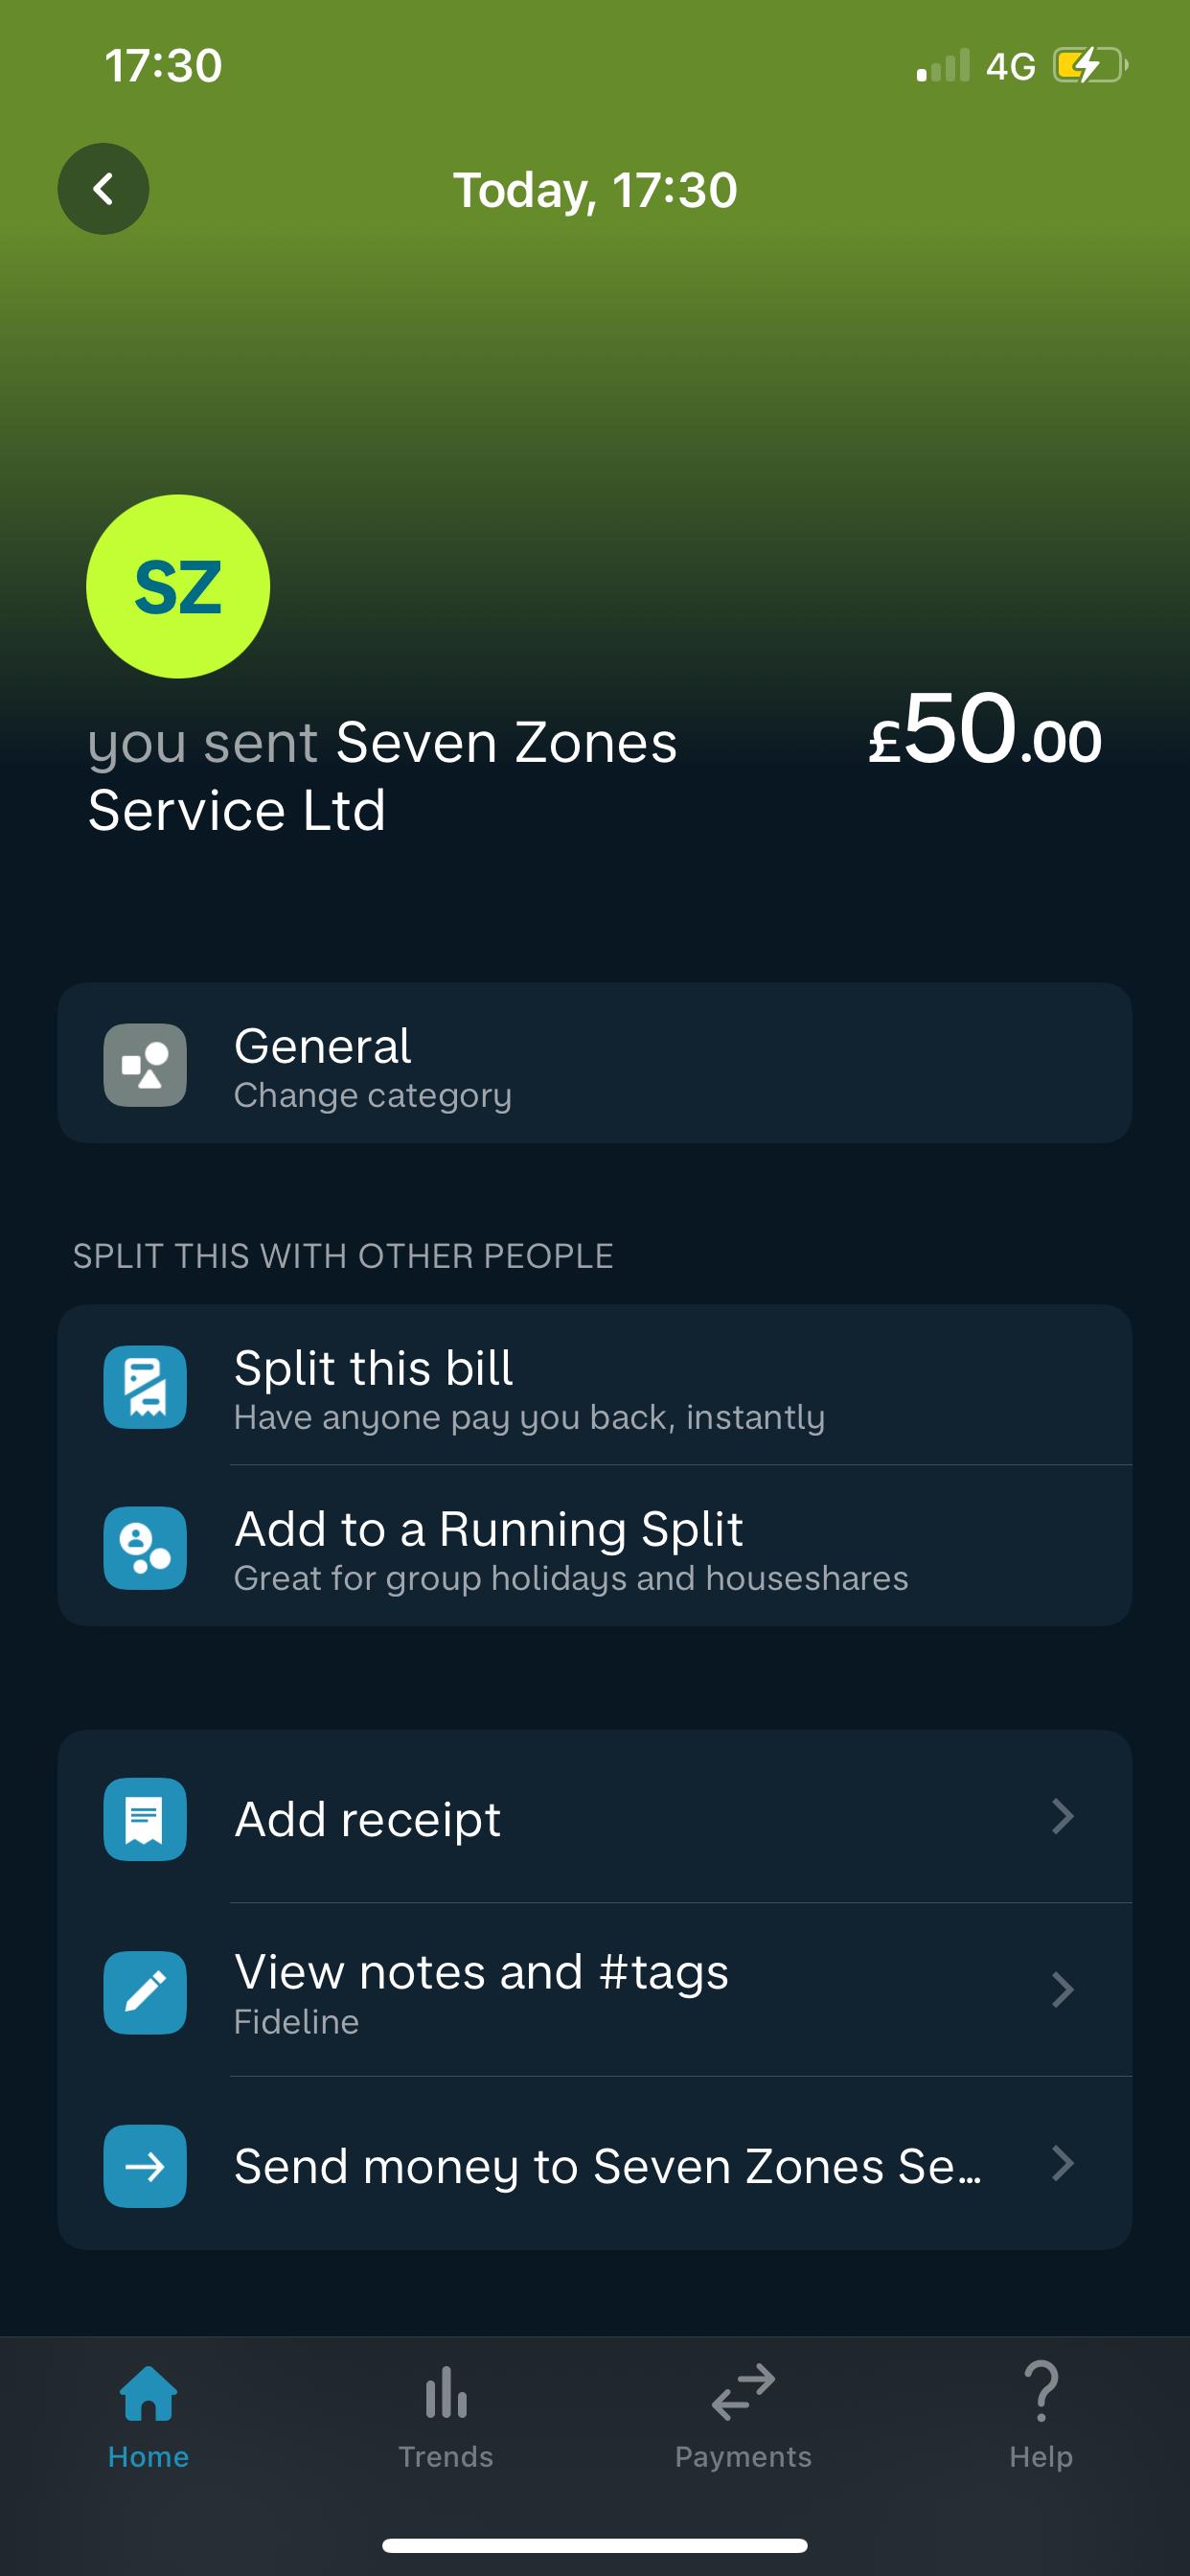 17:30
4G
Today, 17:30
SZ
you sent Seven Zones
Service Ltd
£50.00
General
Change category
SPLIT THIS WITH OTHER PEOPLE
Split this bill
Have anyone pay you back, instantly
Add to a Running Split
Great for group holidays and houseshares
Add receipt
View notes and #tags
Fideline
Send money to Seven Zones Se...
Home
Trends
Payments
Help